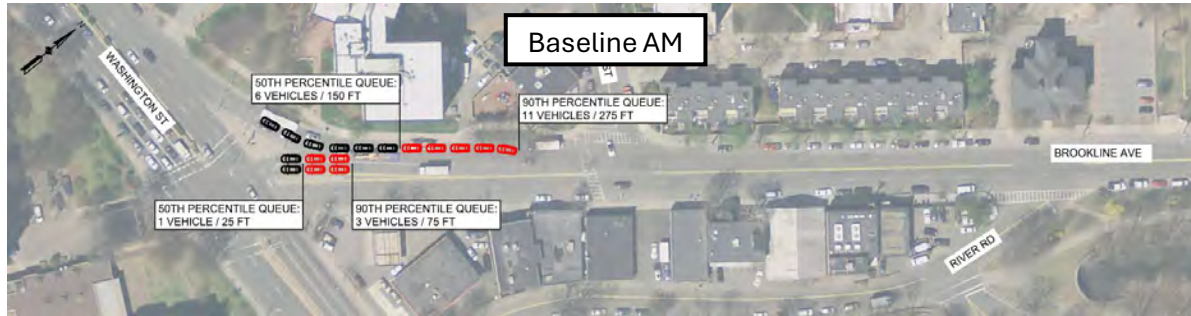 Baseline AM
WASHINGTON ST
N
50TH PERCENTILE QUEUE:
6 VEHICLES / 150 FT
ST
90TH PERCENTILE QUEUE:
11 VEHICLES / 275 FT
BROOKLINE AVE
50TH PERCENTILE QUEUE:
1 VEHICLE / 25 FT
90TH PERCENTILE QUEUE:
3 VEHICLES / 75 FT
RIVER RD